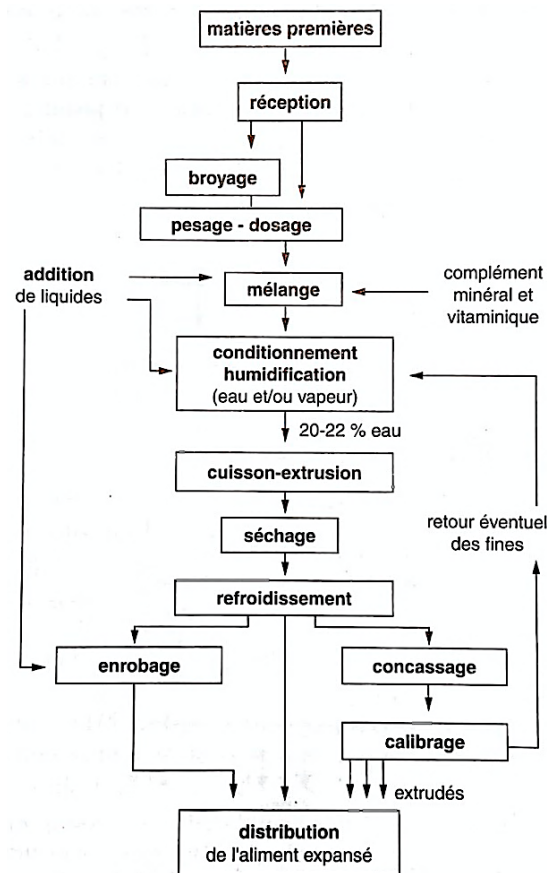 matières premières
réception
broyage
pesage - dosage
addition
de liquides
mélange
complément
minéral et
vitaminique
conditionnement
humidification
(eau et/ou vapeur)
20-22 % eau
cuisson-extrusion
séchage
retour éventuel
des fines
refroidissement
enrobage
concassage
calibrage
extrudés
distribution
de l'aliment expansé